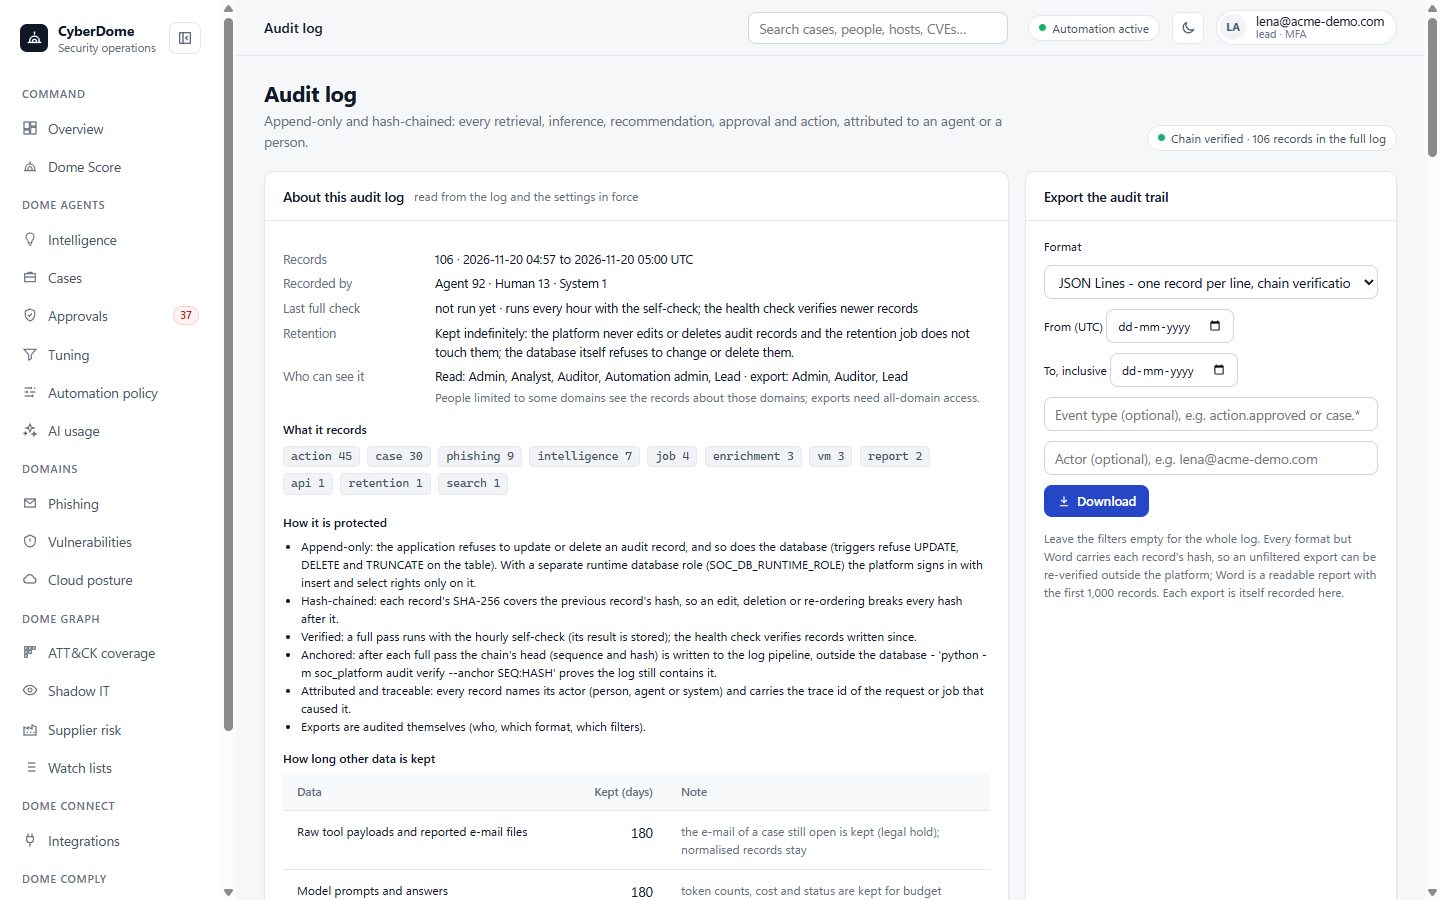 CyberDome
Security operations
COMMAND
Overview
Dome Score
DOME AGENTS
Intelligence
Cases
Approvals 37
Tuning
Automation policy
AI usage
DOMAINS
Phishing
Vulnerabilities
Cloud posture
DOME GRAPH
ATT&CK coverage
Shadow IT
Supplier risk
Watch lists
DOME CONNECT
Integrations
DOME COMPLY
Audit log
Search cases, people, hosts, CVEs...
Automation active
LA
lena@acme-demo.com
lead · MFA
Audit log
Append-only and hash-chained: every retrieval, inference, recommendation, approval and action, attributed to an agent or a
person.
Chain verified · 106 records in the full log
About this audit log read from the log and the settings in force
Records 106 · 2026-11-20 04:57 to 2026-11-20 05:00 UTC
Recorded by Agent 92 · Human 13 · System 1
Last full check not run yet · runs every hour with the self-check; the health check verifies newer records
Retention Kept indefinitely: the platform never edits or deletes audit records and the retention job does not
touch them; the database itself refuses to change or delete them.
Who can see it Read: Admin, Analyst, Auditor, Automation admin, Lead · export: Admin, Auditor, Lead
People limited to some domains see the records about those domains; exports need all-domain access.
What it records
action 45 case 30 phishing 9 intelligence 7 job 4 enrichment 3 vm 3 report 2
api 1 retention 1 search 1
How it is protected
• Append-only: the application refuses to update or delete an audit record, and so does the database (triggers refuse UPDATE,
DELETE and TRUNCATE on the table). With a separate runtime database role (SOC_DB_RUNTIME_ROLE) the platform signs in with
insert and select rights only on it.
• Hash-chained: each record's SHA-256 covers the previous record's hash, so an edit, deletion or re-ordering breaks every hash
after it.
• Verified: a full pass runs with the hourly self-check (its result is stored); the health check verifies records written since.
• Anchored: after each full pass the chain's head (sequence and hash) is written to the log pipeline, outside the database - 'python -
m soc_platform audit verify --anchor SEQ:HASH' proves the log still contains it.
• Attributed and traceable: every record names its actor (person, agent or system) and carries the trace id of the request or job that
caused it.
• Exports are audited themselves (who, which format, which filters).
How long other data is kept
Data Kept (days) Note
Raw tool payloads and reported e-mail files 180 the e-mail of a case still open is kept (legal hold);
normalised records stay
Model prompts and answers 180 token counts, cost and status are kept for budget
Export the audit trail
Format
JSON Lines - one record per line, chain verificatio
From (UTC) dd-mm-yyyy
To, inclusive dd-mm-yyyy
Event type (optional), e.g. action.approved or case.*
Actor (optional), e.g. lena@acme-demo.com
Download
Leave the filters empty for the whole log. Every format but
Word carries each record's hash, so an unfiltered export can be
re-verified outside the platform; Word is a readable report with
the first 1,000 records. Each export is itself recorded here.